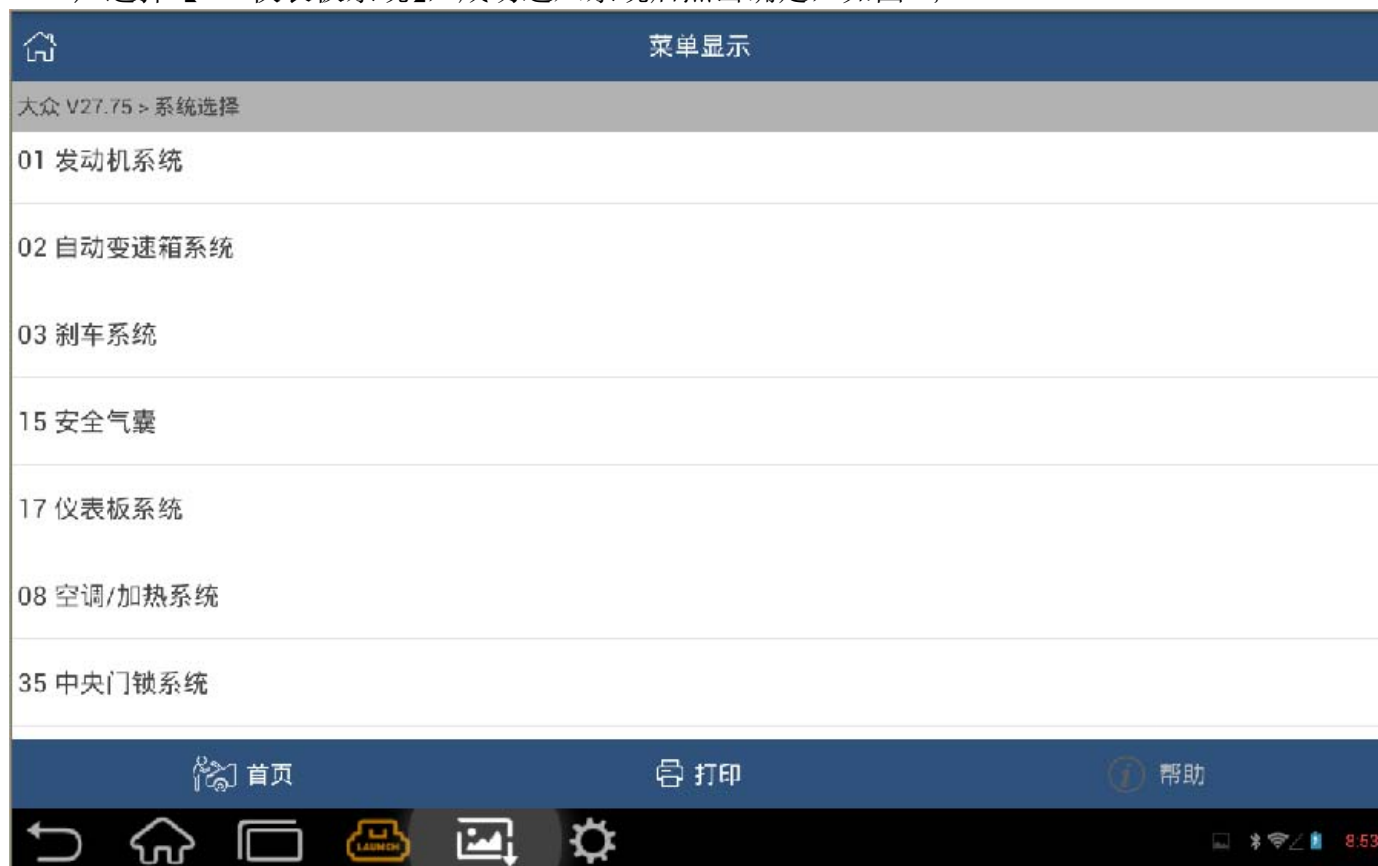 菜单显示
大众 V27.75 > 系统选择
01 发动机系统
02 自动变速箱系统
03 刹车系统
15 安全气囊
17 仪表板系统
08 空调/加热系统
35 中央门锁系统
首页 打印 帮助
LAUNCH 8:53